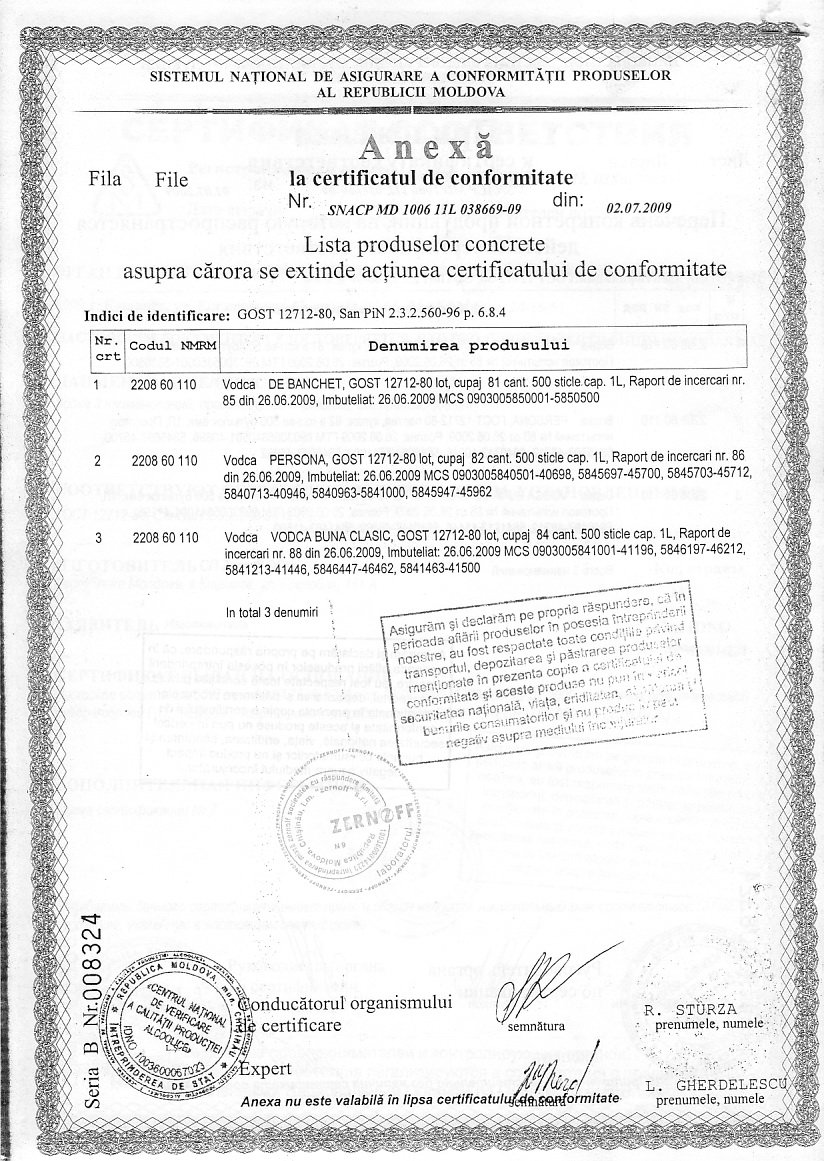 SISTEMUL NAȚIONAL DE ASIGURARE A CONFORMITĂȚII PRODUSELOR
AL REPUBLICII MOLDOVA
Anexă
Fila File la certificatul de conformitate
Nr. SNACP MD 1006 11L 038669-09 din: 02.07.2009
Lista produselor concrete
asupra cărora se extinde acțiunea certificatului de conformitate
Indici de identificare: GOST 12712-80, San PiN 2.3.2.560-96 p. 6.8.4
Nr. crt Codul NMRM Denumirea produsului
1 2208 60 110 Vodca DE BANCHET, GOST 12712-80 lot, cupaj 81 cant. 500 sticle cap. 1L, Raport de incercari nr.
85 din 26.06.2009, Imbuteliat: 26.06.2009 MCS 0903005850001-5850500
2 2208 60 110 Vodca PERSONA, GOST 12712-80 lot, cupaj 82 cant. 500 sticle cap. 1L, Raport de incercari nr. 86
din 26.06.2009, Imbuteliat: 26.06.2009 MCS 0903005840501-40698, 5845697-45700, 5845703-45712,
5840713-40946, 5840963-5841000, 5845947-45962
3 2208 60 110 Vodca VODCA BUNA CLASIC, GOST 12712-80 lot, cupaj 84 cant. 500 sticle cap. 1L, Raport de
incercari nr. 88 din 26.06.2009, Imbuteliat: 26.06.2009 MCS 0903005841001-41196, 5846197-46212,
5841213-41446, 5846447-46462, 5841463-41500
In total 3 denumiri
Asigurăm și declarăm pe propria răspundere, că în
perioada aflării produselor în posesia întreprinderii
noastre, au fost respectate toate condițiile privind
transportul, depozitarea și păstrarea produselor
menționate în prezenta copie a certificatului de
conformitate și aceste produse nu pun în pericol
securitatea națională, viața, eriditatea,
bunurile consumatorilor și nu
negativ asupra mediului înconjurător
societatea cu răspundere limitată
"zernoff" s.r.l.
ZERNOFF
N6
Republica Moldova, Chișinău
laboratorul
Seria B Nr.008324
REPUBLICA MOLDOVA, mun. CHIȘINĂU
ÎNTREPRINDEREA DE STAT
«CENTRUL NAȚIONAL
DE VERIFICARE
A CALITĂȚII PRODUCȚIEI
ALCOOLICE»
IDNO 1003600067023
Conducătorul organismului
de certificare
semnătura
R. STURZA
prenumele, numele
Expert
semnătura
L. GHERDELESCU
prenumele, numele
Anexa nu este valabilă în lipsa certificatului de conformitate